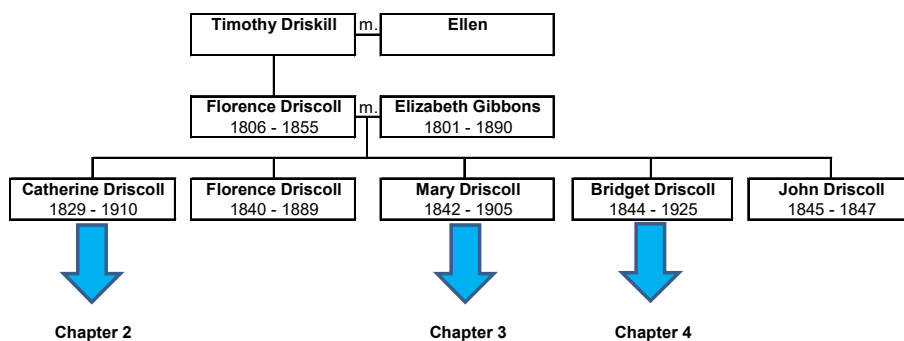 Timothy Driskill m. Ellen
Florence Driscoll m. Elizabeth Gibbons
1806 - 1855 1801 - 1890
Catherine Driscoll Florence Driscoll Mary Driscoll Bridget Driscoll John Driscoll
1829 - 1910 1840 - 1889 1842 - 1905 1844 - 1925 1845 - 1847
Chapter 2 Chapter 3 Chapter 4